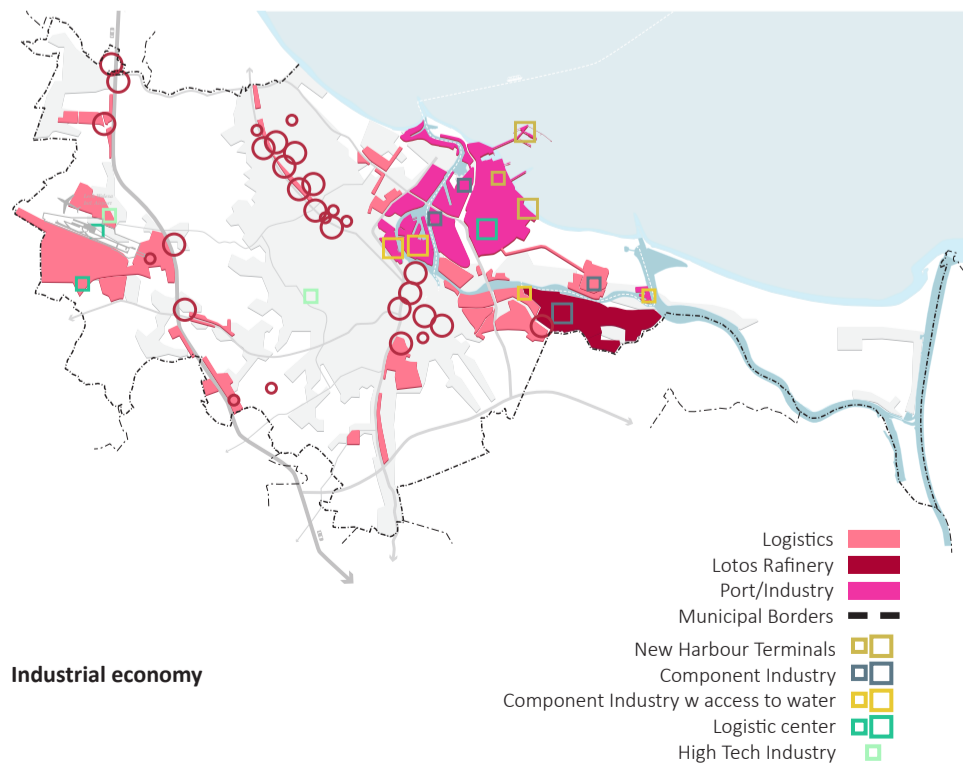 Logistics
Lotos Rafinery
Port/Industry
Municipal Borders
New Harbour Terminals
Component Industry
Component Industry w access to water
Logistic center
High Tech Industry
Industrial economy